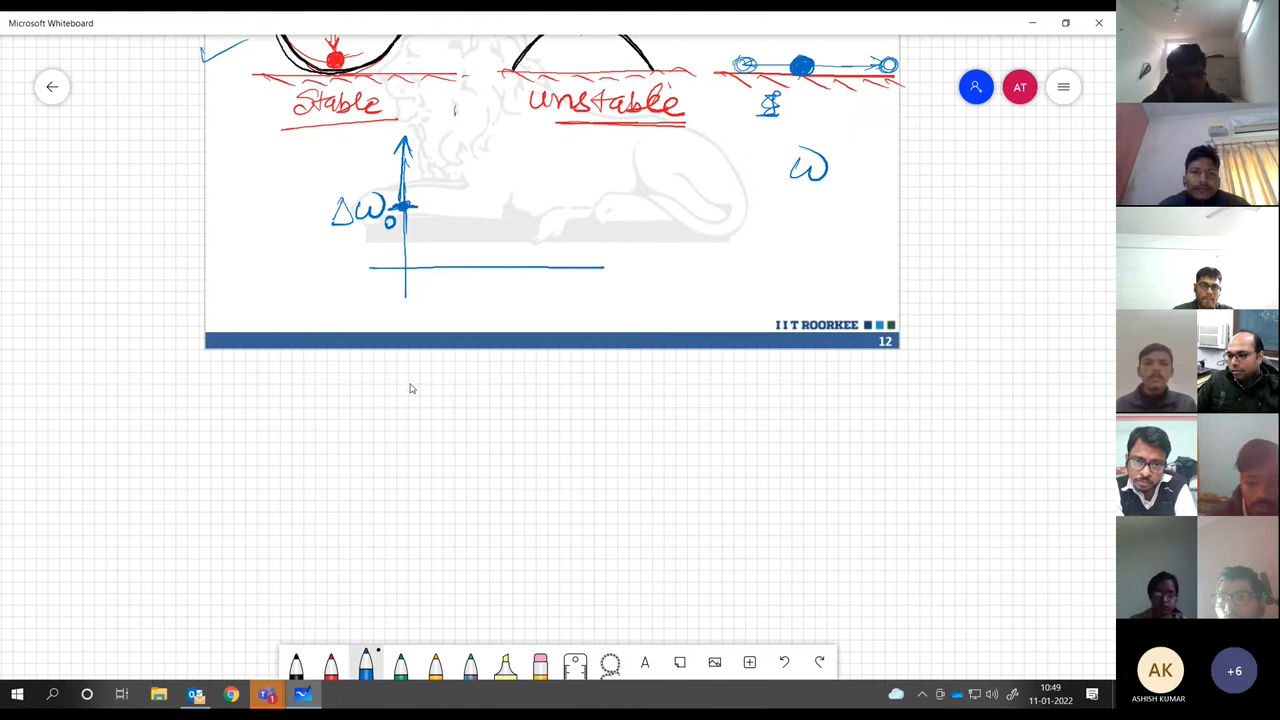 Microsoft Whiteboard
Stable
unstable
AT
ω
Δω₀
IIT ROORKEE
12
A
AK
+6
ASHISH KUMAR
10:49
11-01-2022